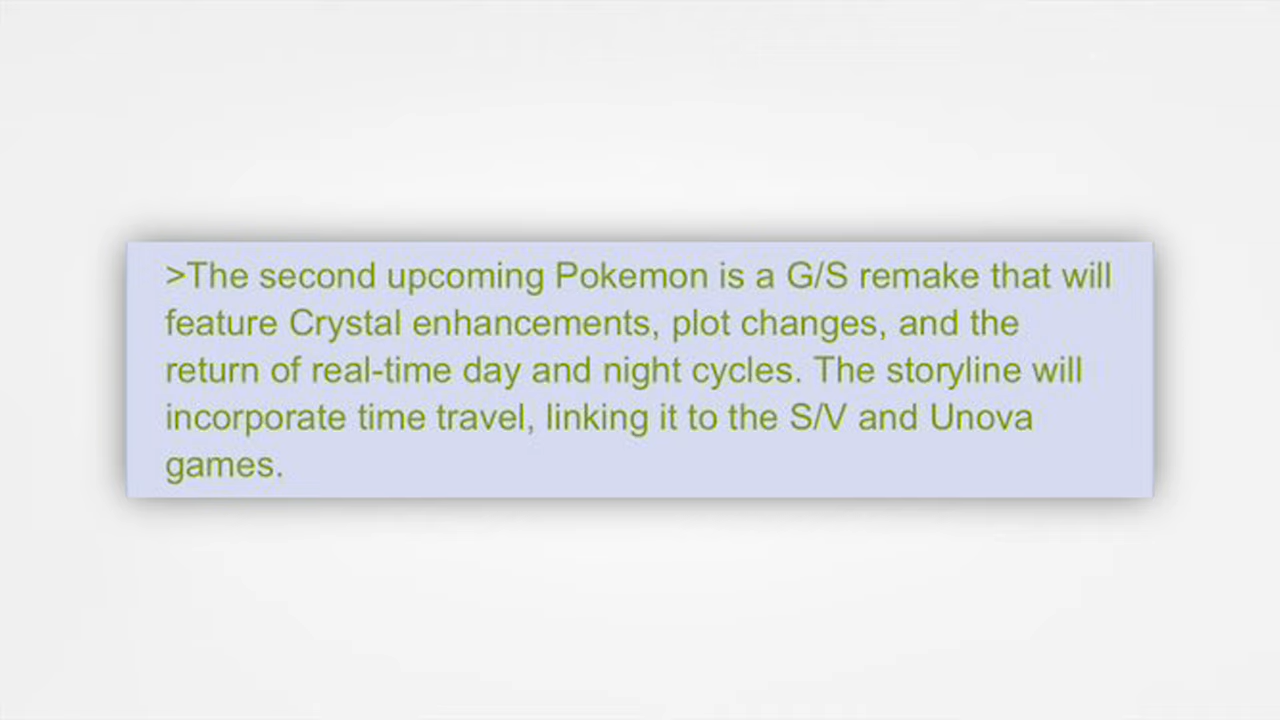 >The second upcoming Pokemon is a G/S remake that will
feature Crystal enhancements, plot changes, and the
return of real-time day and night cycles. The storyline will
incorporate time travel, linking it to the S/V and Unova
games.